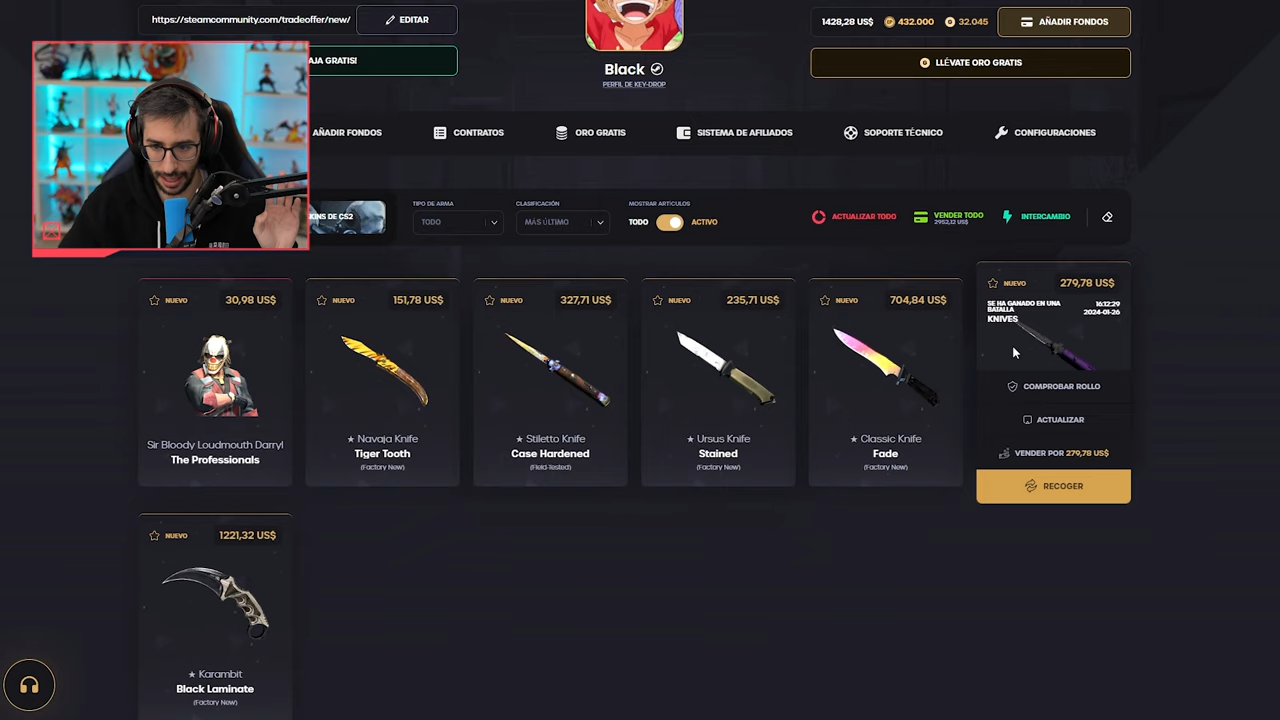 https://steamcommunity.com/tradeoffer/new/
EDITAR
1428,28 US$
432.000
32.045
AÑADIR FONDOS
AJA GRATIS!
Black
PERFIL DE KEY-DROP
LLÉVATE ORO GRATIS
AÑADIR FONDOS
CONTRATOS
ORO GRATIS
SISTEMA DE AFILIADOS
SOPORTE TÉCNICO
CONFIGURACIONES
KINS DE CS2
TIPO DE ARMA
TODO
CLASIFICACIÓN
MÁS ÚLTIMO
MOSTRAR ARTÍCULOS
TODO
ACTIVO
ACTUALIZAR TODO
VENDER TODO
2952,12 US$
INTERCAMBIO
NUEVO
30,98 US$
Sir Bloody Loudmouth Darryl
The Professionals
NUEVO
151,78 US$
★ Navaja Knife
Tiger Tooth
(Factory New)
NUEVO
327,71 US$
★ Stiletto Knife
Case Hardened
(Field-Tested)
NUEVO
235,71 US$
★ Ursus Knife
Stained
(Factory New)
NUEVO
704,84 US$
★ Classic Knife
Fade
(Factory New)
NUEVO
279,78 US$
SE HA GANADO EN UNA
BATALLA
KNIVES
16:12:29
2024-01-26
COMPROBAR ROLLO
ACTUALIZAR
VENDER POR 279,78 US$
RECOGER
NUEVO
1221,32 US$
★ Karambit
Black Laminate
(Factory New)